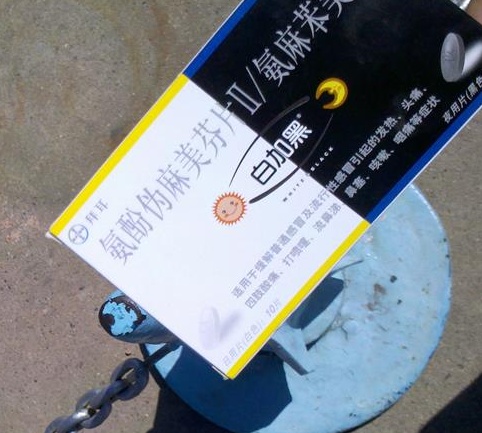 拜耳
氨酚伪麻美芬片II/氨麻苯美
白加黑®
WHITE BLACK
适用于缓解普通感冒及流行性感冒引起的发热、头痛、
四肢酸痛、打喷嚏、流鼻涕、鼻塞、咳嗽、咽痛等症状
日用片(白色) 10片
夜用片(黑色